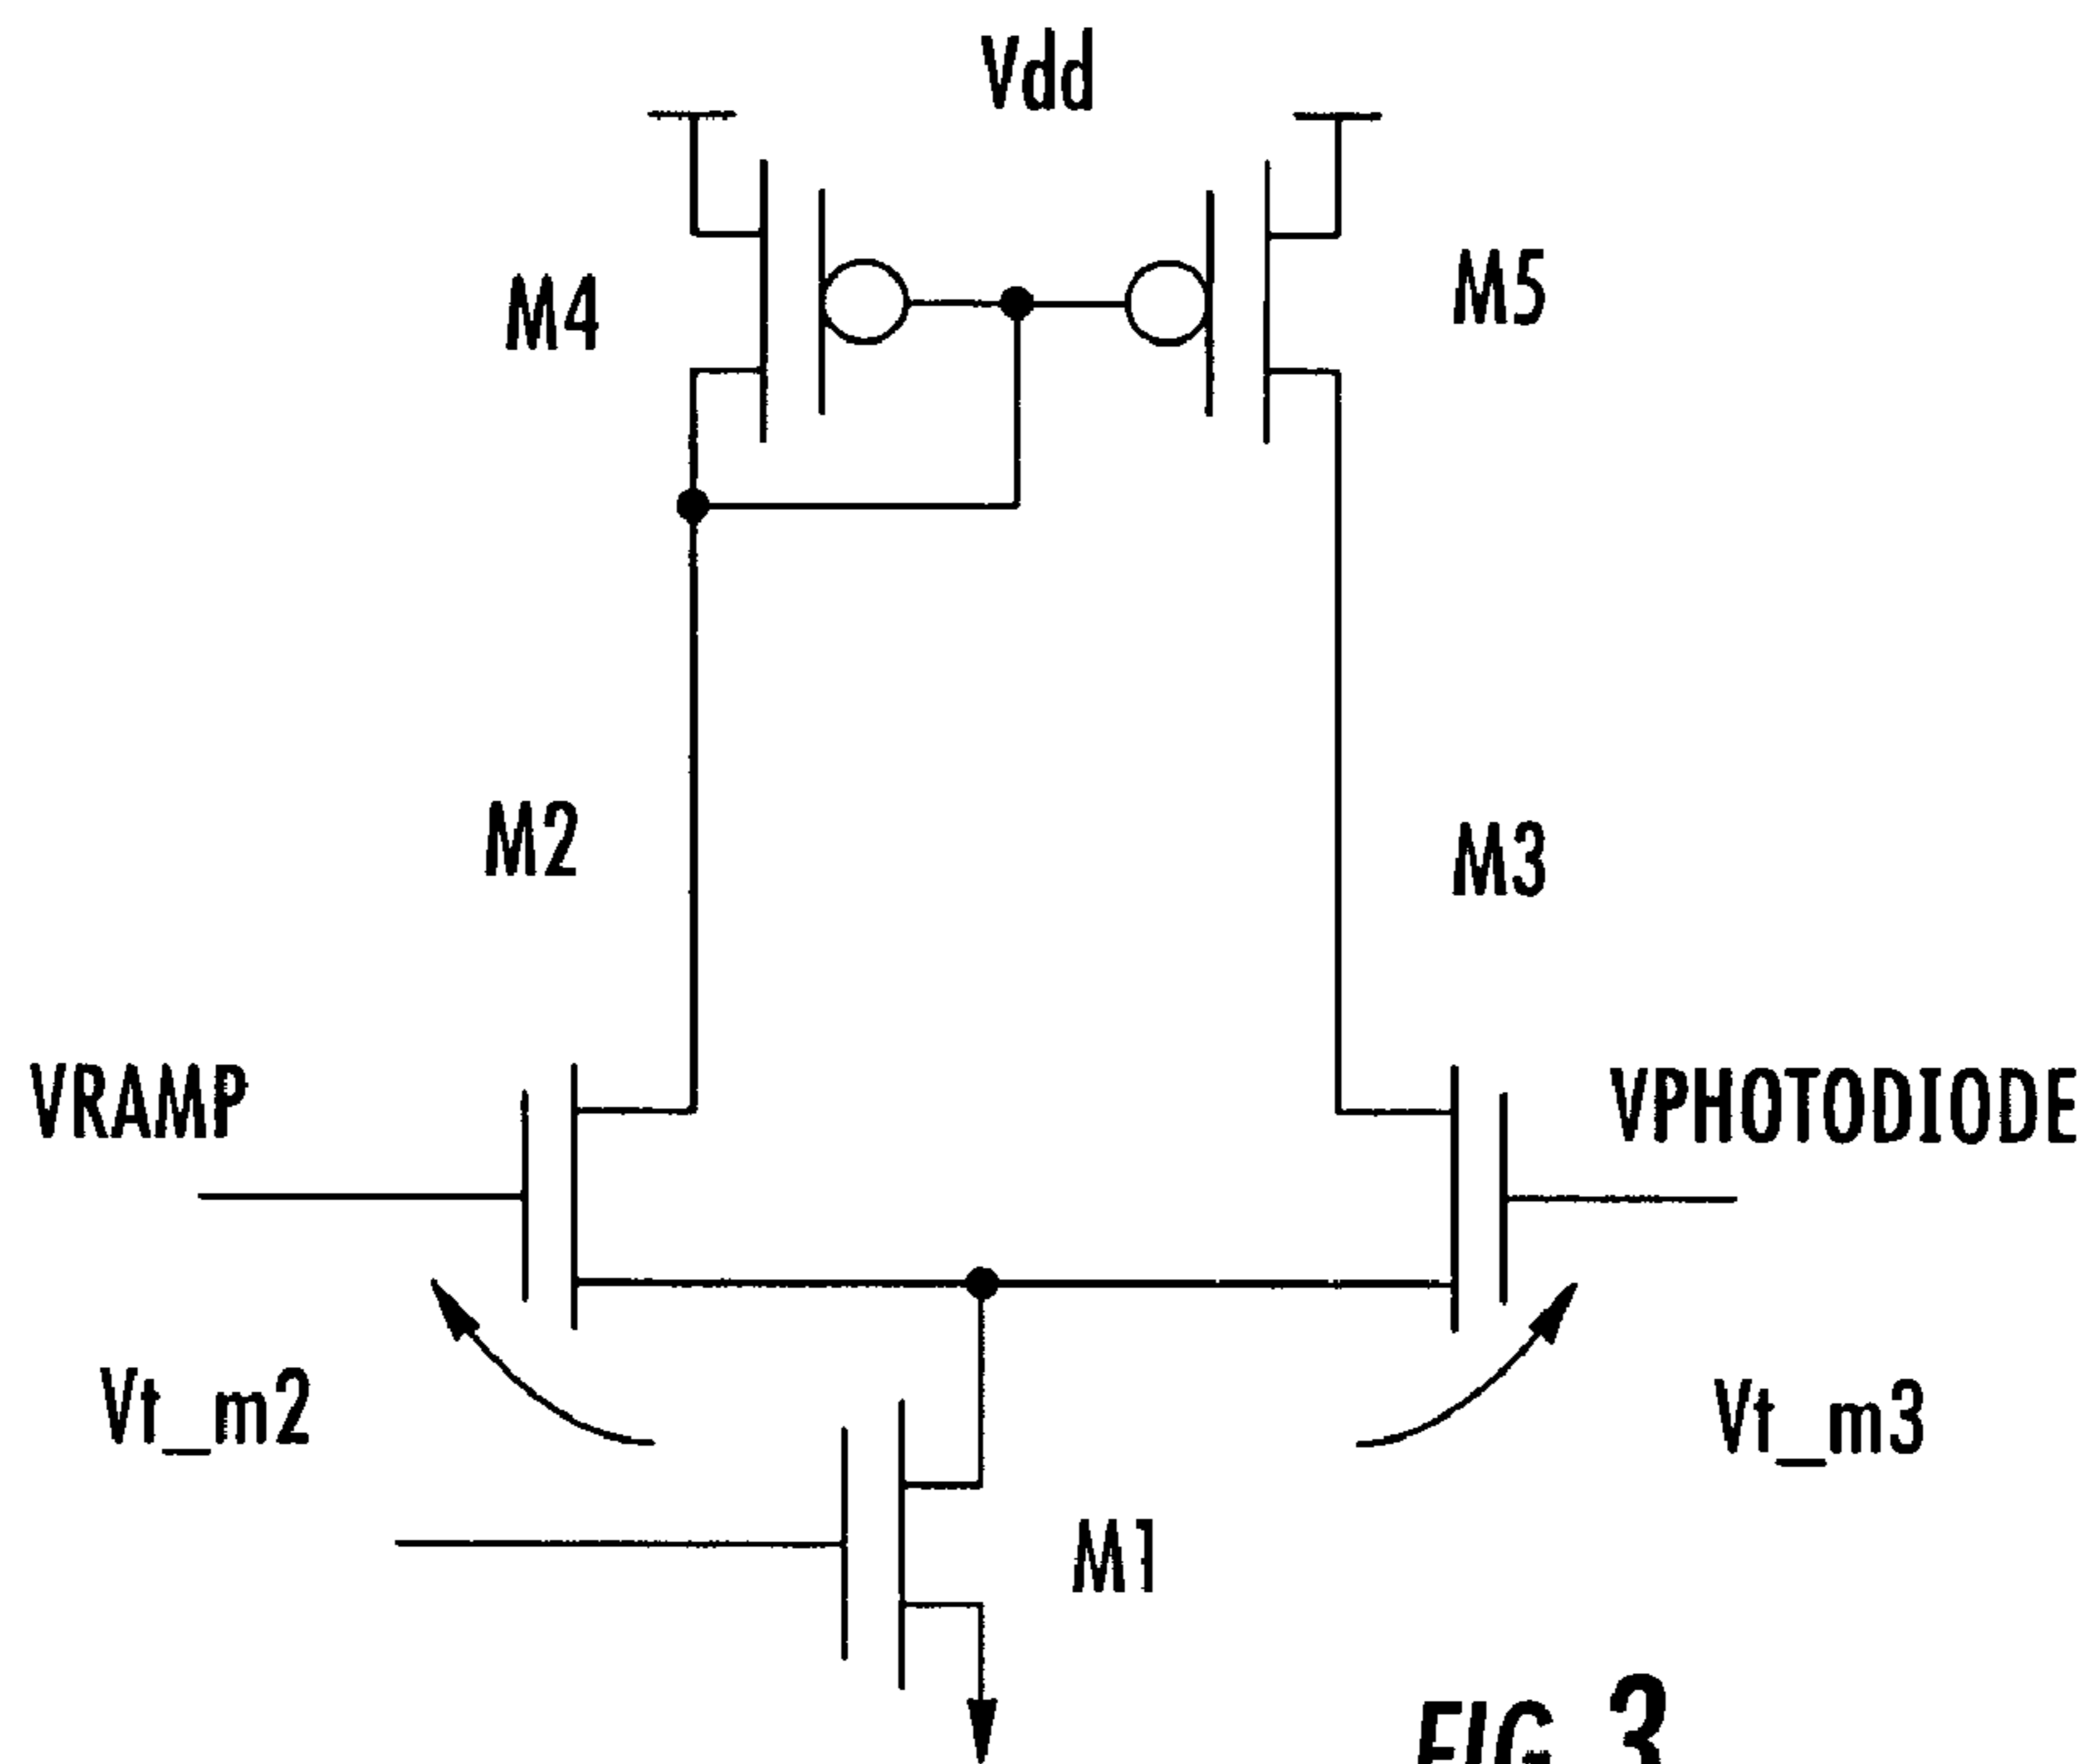 Vdd
M4
M5
M2
M3
VRAMP
VPHOTODIODE
Vt_m2
Vt_m3
M1
FIG. 3